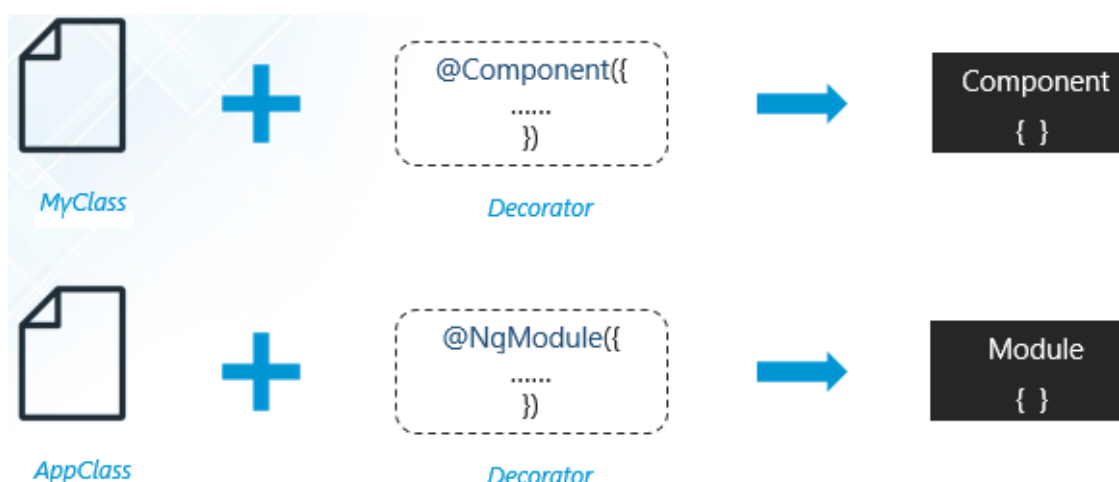 @Component({
......
})
Component
{ }
MyClass
Decorator
@NgModule({
......
})
Module
{ }
AppClass
Decorator